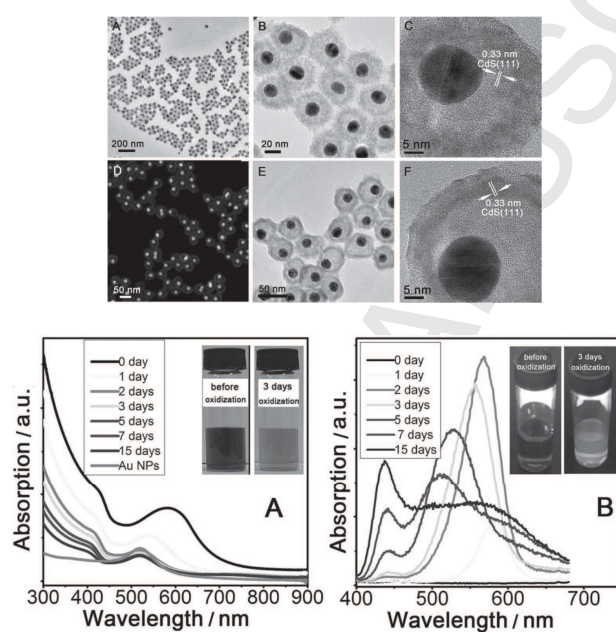 A
200 nm
B
20 nm
C
0.33 nm
CdS(111)
5 nm
D
50 nm
E
50 nm
F
0.33 nm
CdS(111)
5 nm
Absorption / a.u.
0 day
1 day
2 days
3 days
5 days
7 days
15 days
Au NPs
before
oxidization
3 days
oxidization
A
300 400 500 600 700 800 900
Wavelength / nm
Absorption / a.u.
0 day
1 day
2 days
3 days
5 days
7 days
15 days
before
oxidization
3 days
oxidization
B
400 500 600 700
Wavelength / nm